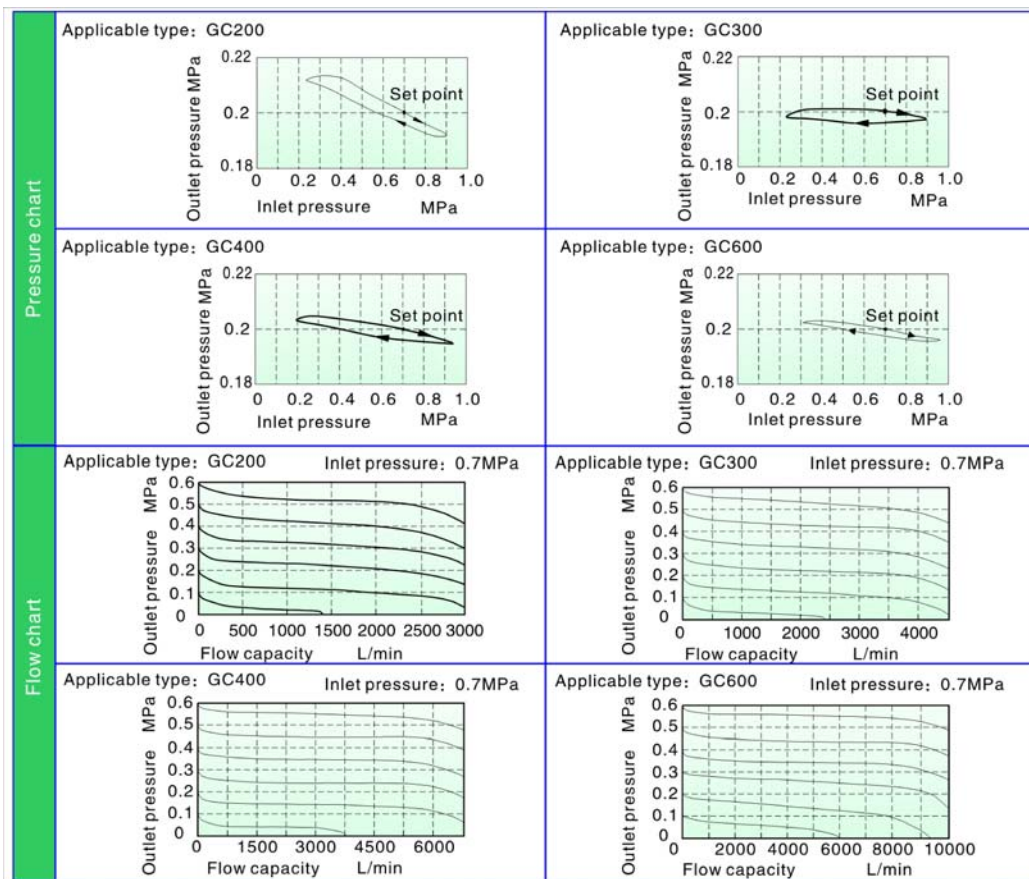 Pressure chart
Applicable type: GC200
Outlet pressure MPa
0.22
0.2
0.18
Set point
0 0.2 0.4 0.6 0.8 1.0
Inlet pressure MPa
Applicable type: GC300
Outlet pressure MPa
0.22
0.2
0.18
Set point
0 0.2 0.4 0.6 0.8 1.0
Inlet pressure MPa
Applicable type: GC400
Outlet pressure MPa
0.22
0.2
0.18
Set point
0 0.2 0.4 0.6 0.8 1.0
Inlet pressure MPa
Applicable type: GC600
Outlet pressure MPa
0.22
0.2
0.18
Set point
0 0.2 0.4 0.6 0.8 1.0
Inlet pressure MPa
Flow chart
Applicable type: GC200 Inlet pressure: 0.7MPa
Outlet pressure MPa
0.6
0.5
0.4
0.3
0.2
0.1
0
0 500 1000 1500 2000 2500 3000
Flow capacity L/min
Applicable type: GC300 Inlet pressure: 0.7MPa
Outlet pressure MPa
0.6
0.5
0.4
0.3
0.2
0.1
0
0 1000 2000 3000 4000
Flow capacity L/min
Applicable type: GC400 Inlet pressure: 0.7MPa
Outlet pressure MPa
0.6
0.5
0.4
0.3
0.2
0.1
0
0 1500 3000 4500 6000
Flow capacity L/min
Applicable type: GC600 Inlet pressure: 0.7MPa
Outlet pressure MPa
0.6
0.5
0.4
0.3
0.2
0.1
0
0 2000 4000 6000 8000 10000
Flow capacity L/min